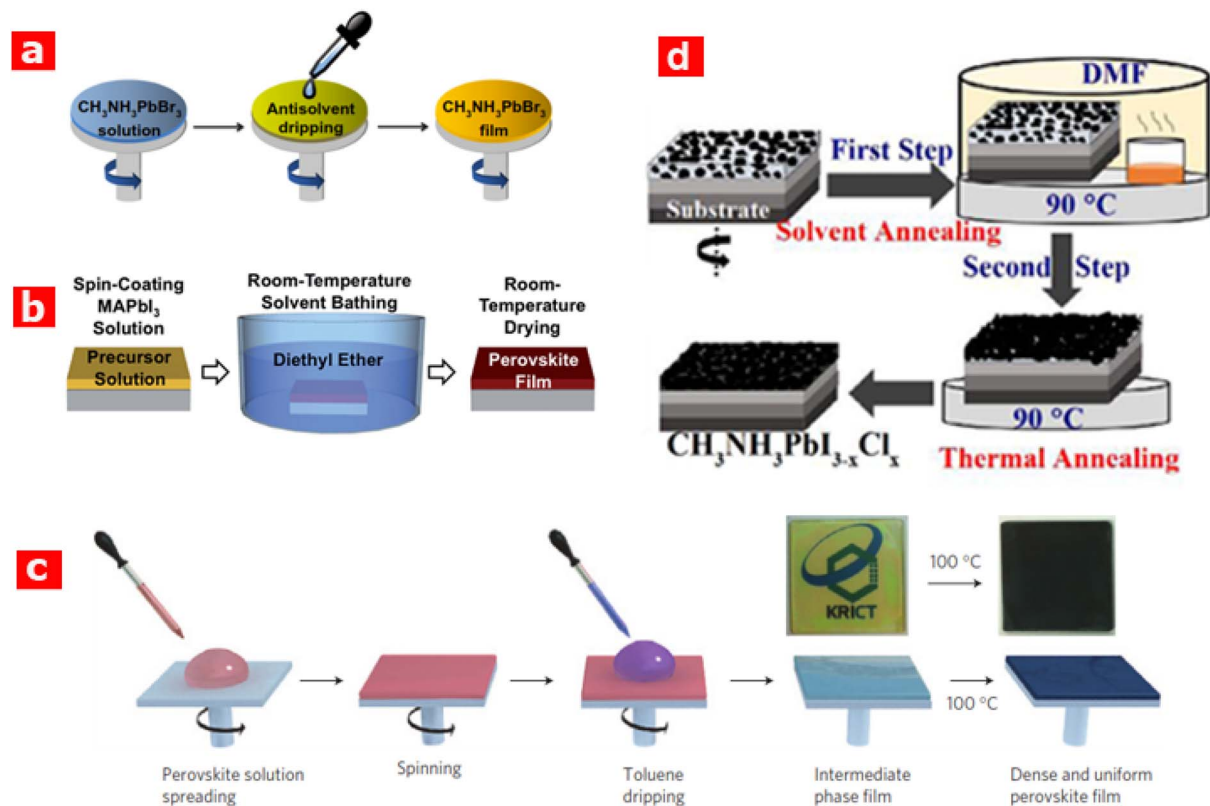 a
CH₃NH₃PbBr₃
solution
Antisolvent
dripping
CH₃NH₃PbBr₃
film
b
Spin-Coating
MAPbI₃
Solution
Precursor
Solution
Room-Temperature
Solvent Bathing
Diethyl Ether
Room-
Temperature
Drying
Perovskite
Film
d
Substrate
First Step
Solvent Annealing
DMF
90 °C
Second Step
90 °C
Thermal Annealing
CH₃NH₃PbI₃₋ₓClₓ
c
KRICT
100 °C
100 °C
Perovskite solution
spreading
Spinning
Toluene
dripping
Intermediate
phase film
Dense and uniform
perovskite film